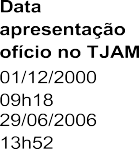 Data
apresentação
ofício no TJAM
01/12/2000
09h18
29/06/2006
13h52